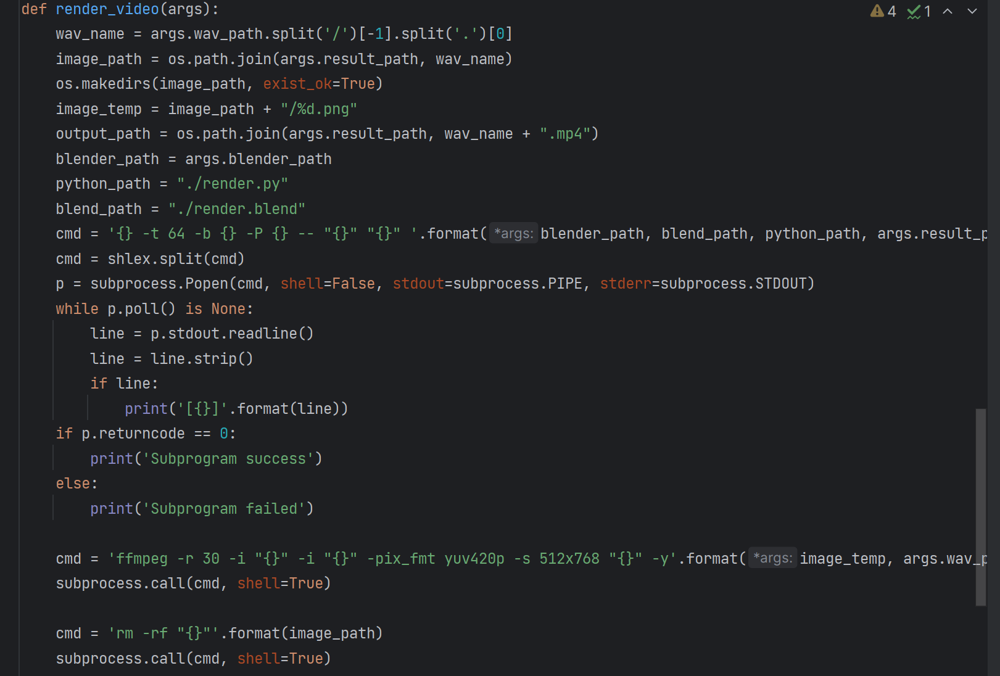 def render_video(args):
4 1
    wav_name = args.wav_path.split('/')[-1].split('.')[0]
    image_path = os.path.join(args.result_path, wav_name)
    os.makedirs(image_path, exist_ok=True)
    image_temp = image_path + "/%d.png"
    output_path = os.path.join(args.result_path, wav_name + ".mp4")
    blender_path = args.blender_path
    python_path = "./render.py"
    blend_path = "./render.blend"
    cmd = '{} -t 64 -b {} -P {} -- "{}" "{}" '.format( *args: blender_path, blend_path, python_path, args.result_p
    cmd = shlex.split(cmd)
    p = subprocess.Popen(cmd, shell=False, stdout=subprocess.PIPE, stderr=subprocess.STDOUT)
    while p.poll() is None:
        line = p.stdout.readline()
        line = line.strip()
        if line:
            print('[{}]'.format(line))
    if p.returncode == 0:
        print('Subprogram success')
    else:
        print('Subprogram failed')
    cmd = 'ffmpeg -r 30 -i "{}" -i "{}" -pix_fmt yuv420p -s 512x768 "{}" -y'.format( *args: image_temp, args.wav_p
    subprocess.call(cmd, shell=True)
    cmd = 'rm -rf "{}"'.format(image_path)
    subprocess.call(cmd, shell=True)